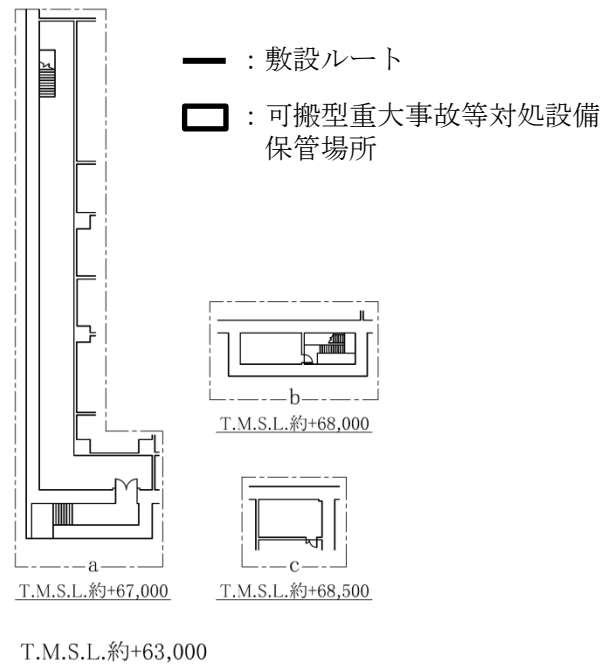 ：敷設ルート
：可搬型重大事故等対処設備
保管場所
b
T.M.S.L.約+68,000
a
T.M.S.L.約+67,000
c
T.M.S.L.約+68,500
T.M.S.L.約+63,000